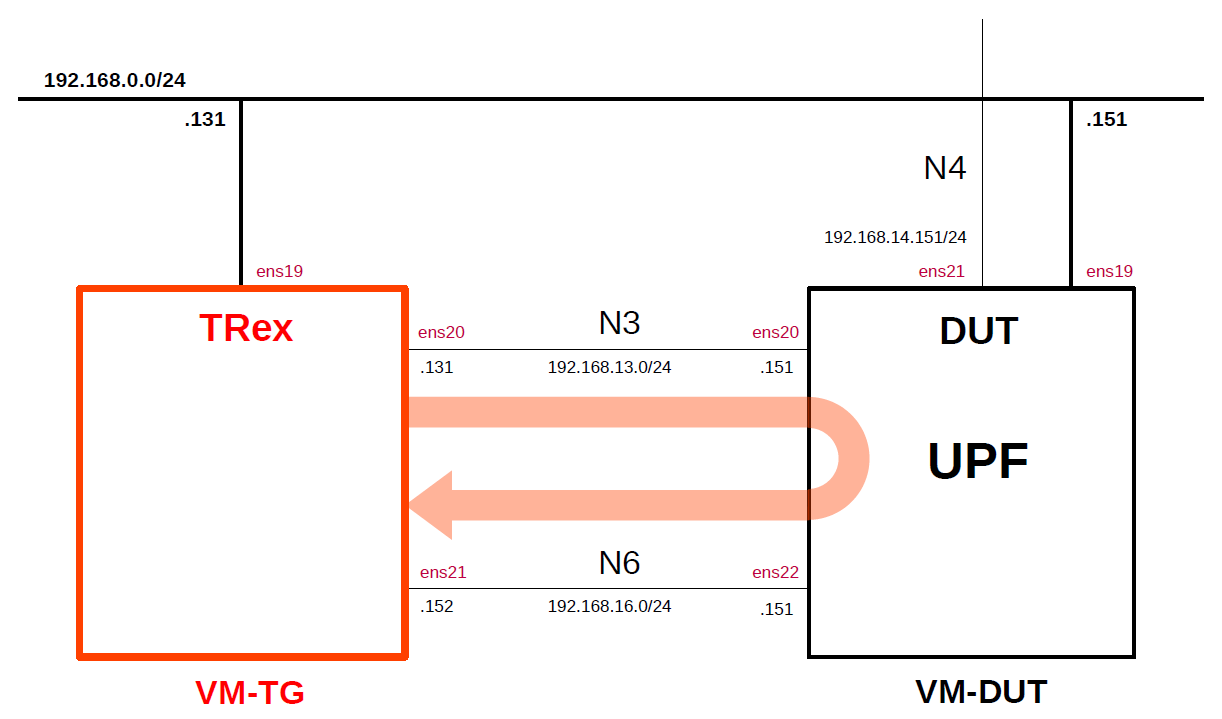 192.168.0.0/24
.131
.151
N4
192.168.14.151/24
ens19
ens21
ens19
TRex
ens20
N3
ens20
DUT
.131
192.168.13.0/24
.151
UPF
ens21
N6
ens22
.152
192.168.16.0/24
.151
VM-TG
VM-DUT